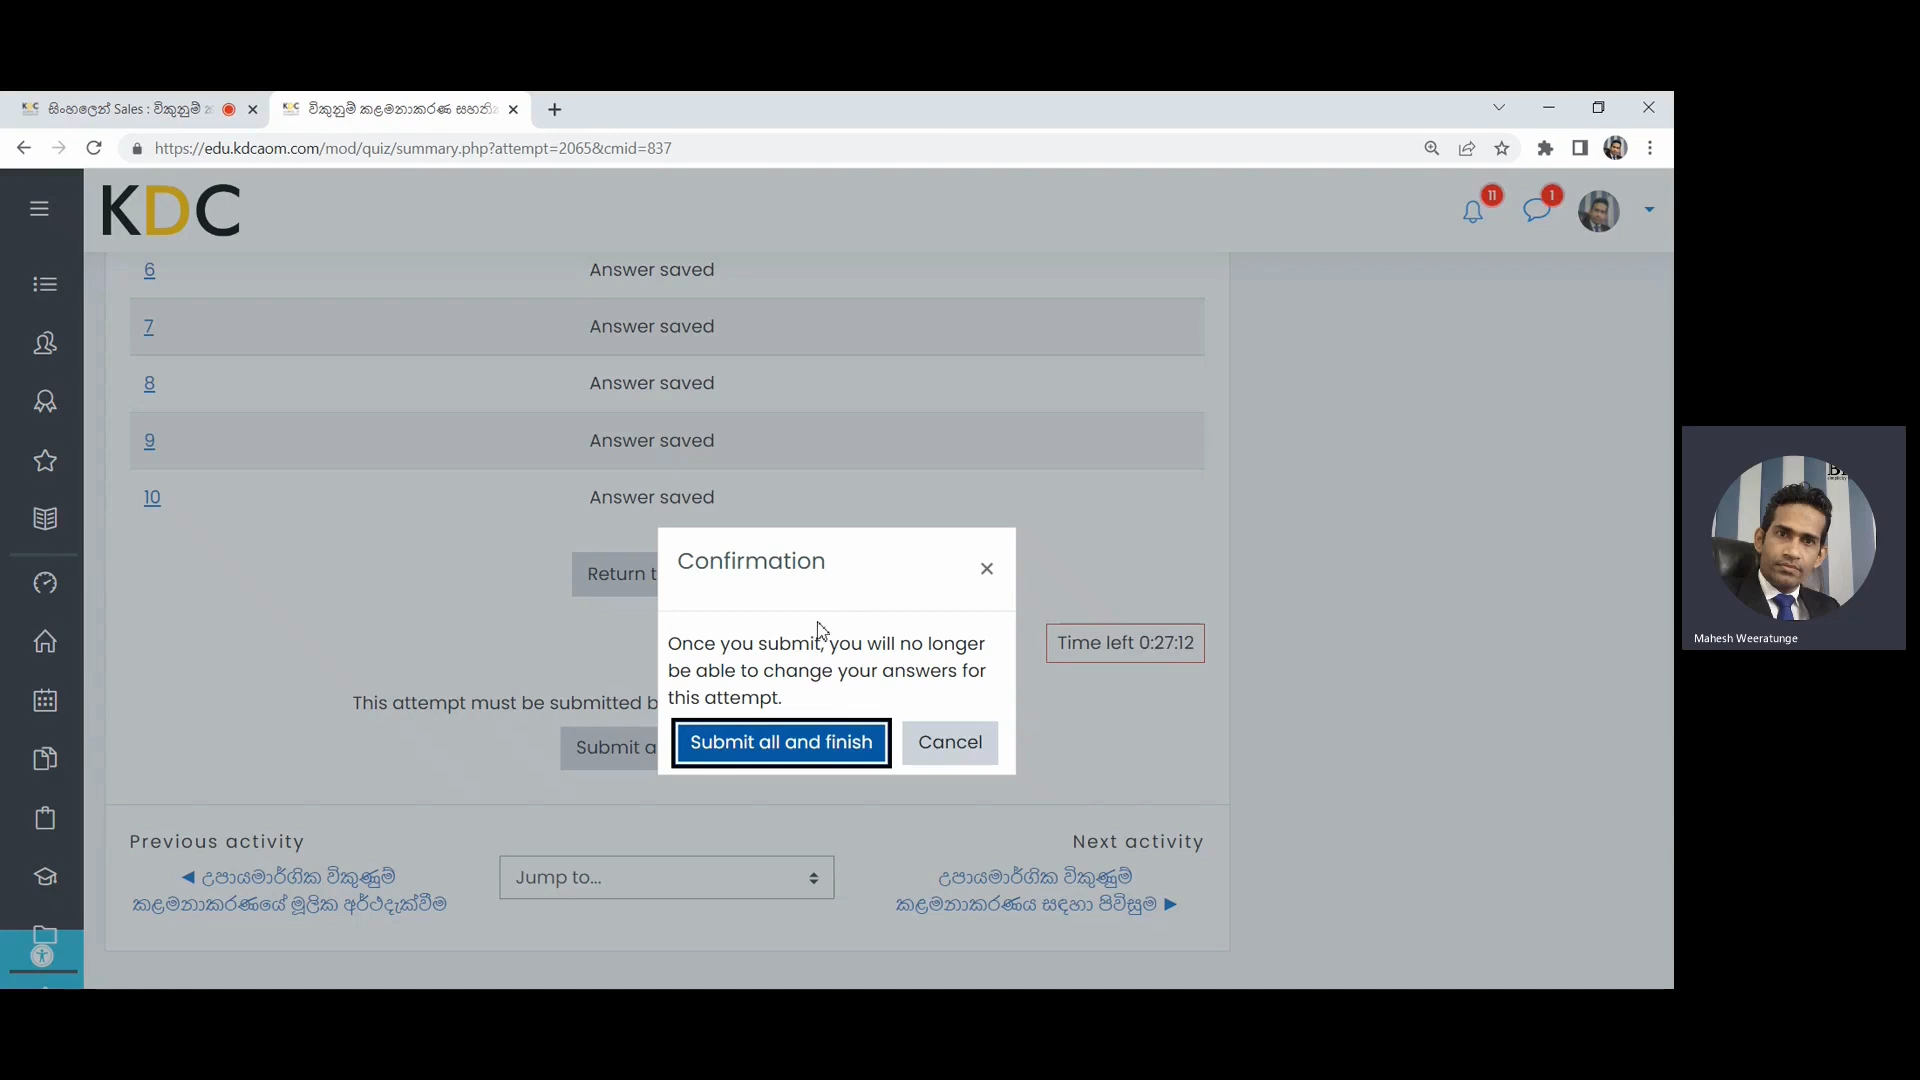 සිංහලෙන් Sales : විකුනුම්
විකුනුම් කළමනාකරණ සහති
https://edu.kdcaom.com/mod/quiz/summary.php?attempt=2065&cmid=837
KDC
11
1
6 Answer saved
7 Answer saved
8 Answer saved
9 Answer saved
10 Answer saved
Return t
Confirmation
Once you submit, you will no longer
be able to change your answers for
this attempt.
Submit all and finish Cancel
Time left 0:27:12
This attempt must be submitted b
Submit a
Previous activity
◀ උපායමාර්ගික විකුණුම්
කළමනාකරණයේ මූලික අර්ථදැක්වීම
Jump to...
Next activity
උපායමාර්ගික විකුණුම්
කළමනාකරණය සඳහා පිවිසුම ▶
Mahesh Weeratunge